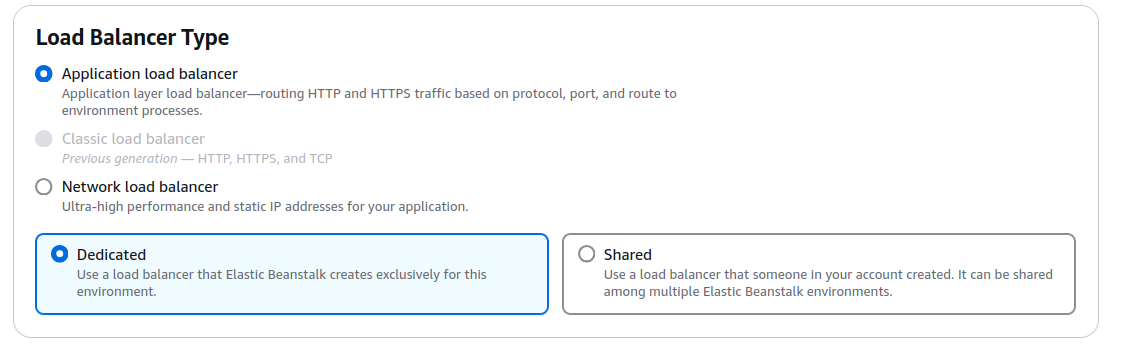 Load Balancer Type
Application load balancer
Application layer load balancer—routing HTTP and HTTPS traffic based on protocol, port, and route to
environment processes.
Classic load balancer
Previous generation — HTTP, HTTPS, and TCP
Network load balancer
Ultra-high performance and static IP addresses for your application.
Dedicated
Use a load balancer that Elastic Beanstalk creates exclusively for this
environment.
Shared
Use a load balancer that someone in your account created. It can be shared
among multiple Elastic Beanstalk environments.